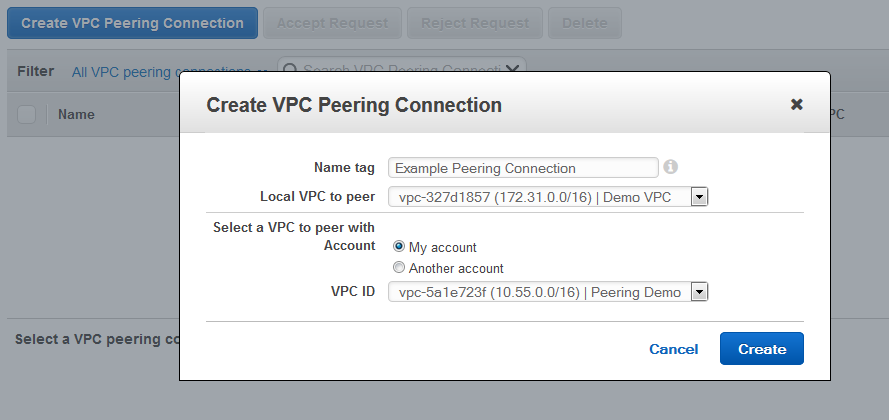 Create VPC Peering Connection Accept Request Reject Request Delete
Filter All VPC peering connections Search VPC Peering Connecti
Name PC
Create VPC Peering Connection
Name tag Example Peering Connection
Local VPC to peer vpc-327d1857 (172.31.0.0/16) | Demo VPC
Select a VPC to peer with
Account My account
Another account
VPC ID vpc-5a1e723f (10.55.0.0/16) | Peering Demo
Select a VPC peering co
Cancel Create